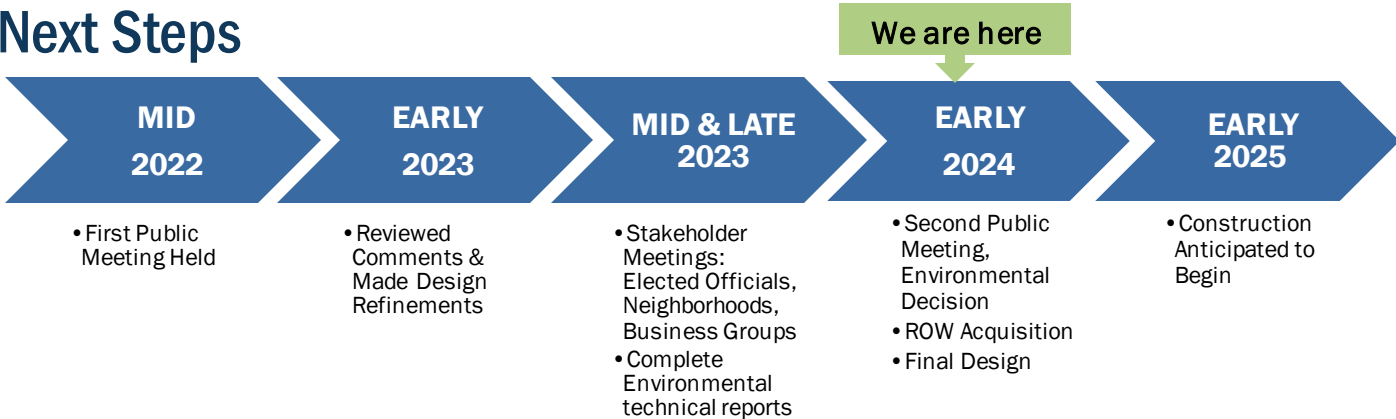 Next Steps
We are here
MID
2022
EARLY
2023
MID & LATE
2023
EARLY
2024
EARLY
2025
•First Public
Meeting Held
•Reviewed
Comments &
Made Design
Refinements
•Stakeholder
Meetings:
Elected Officials,
Neighborhoods,
Business Groups
•Complete
Environmental
technical reports
•Second Public
Meeting,
Environmental
Decision
•ROW Acquisition
•Final Design
•Construction
Anticipated to
Begin